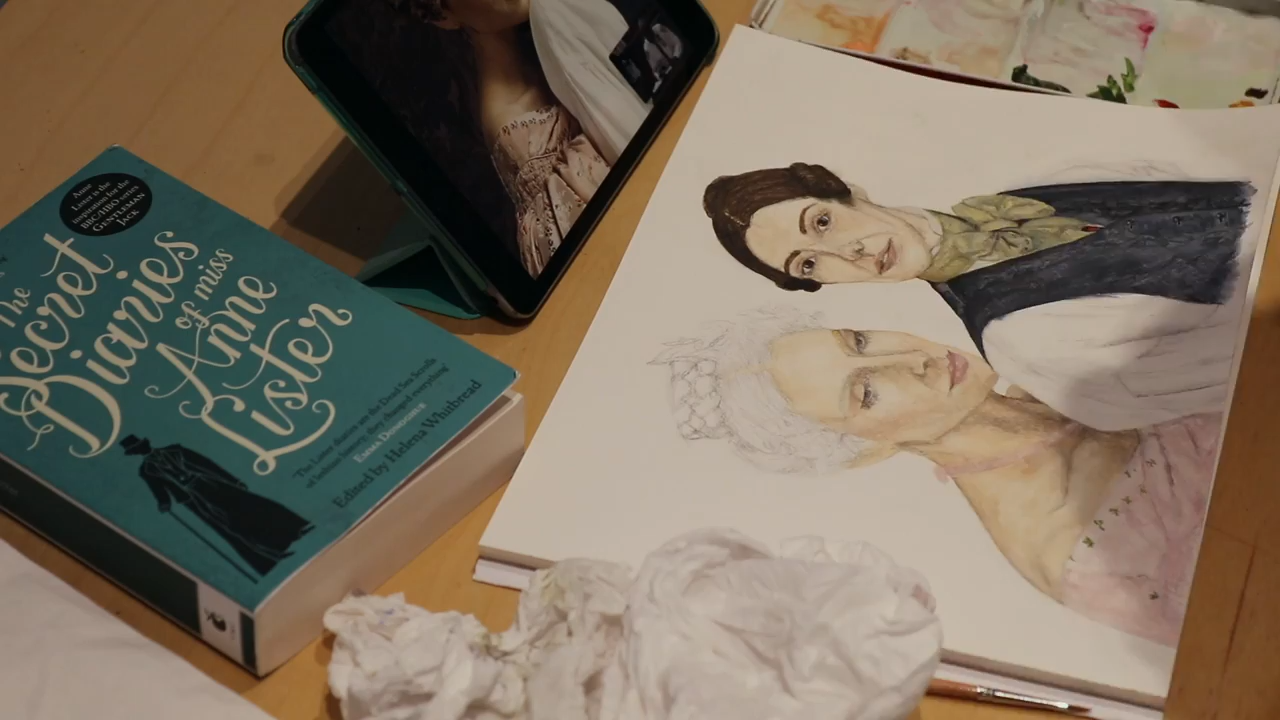 Anne
Lister is the
inspiration for the
BBC/HBO series
GENTLEMAN
JACK
The
Secret
Diaries
of miss
Anne
Lister
'The Lister diaries are the Dead Sea Scrolls
of lesbian history; they changed everything'
EMMA DONOGHUE
Edited by Helena Whitbread